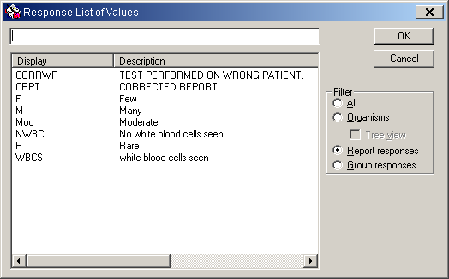 Response List of Values
OK
Cancel
Display Description
TEST PERFORMED ON WRONG PATIENT.
CORRECTED REPORT
F Few
M Many
Mod Moderate
NWBC No white blood cells seen
R Rare
WBCS white blood cells seen
Filter
All
Organisms
Tree view
Report responses
Group responses